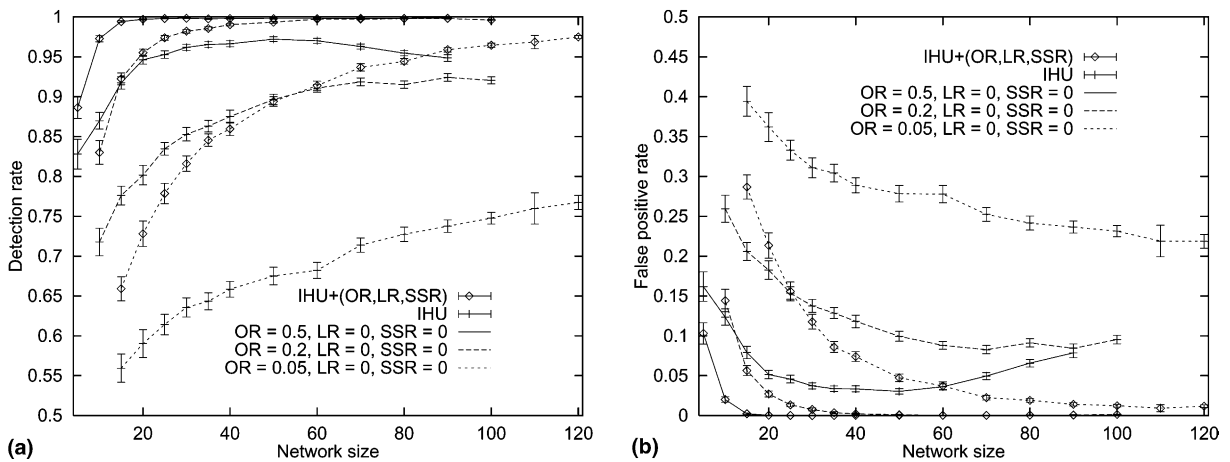 1
0.95
0.9
0.85
0.8
0.75
0.7
0.65
0.6
0.55
0.5
Detection rate
IHU+(OR,LR,SSR)
IHU
OR = 0.5, LR = 0, SSR = 0
OR = 0.2, LR = 0, SSR = 0
OR = 0.05, LR = 0, SSR = 0
20 40 60 80 100 120
Network size
(a)
0.5
0.45
0.4
0.35
0.3
0.25
0.2
0.15
0.1
0.05
0
False positive rate
IHU+(OR,LR,SSR)
IHU
OR = 0.5, LR = 0, SSR = 0
OR = 0.2, LR = 0, SSR = 0
OR = 0.05, LR = 0, SSR = 0
20 40 60 80 100 120
Network size
(b)